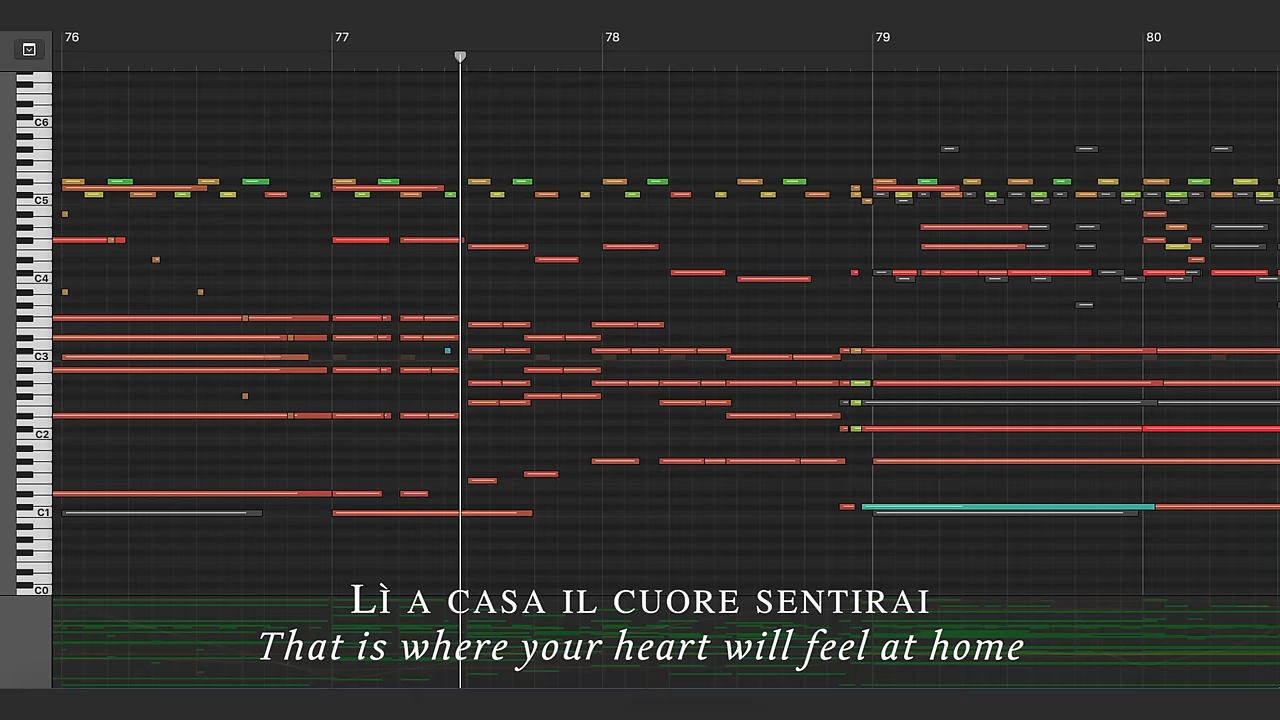 76 77 78 79 80
C6
C5
C4
C3
C2
C1
C0
Lì a casa il cuore sentirai
That is where your heart will feel at home